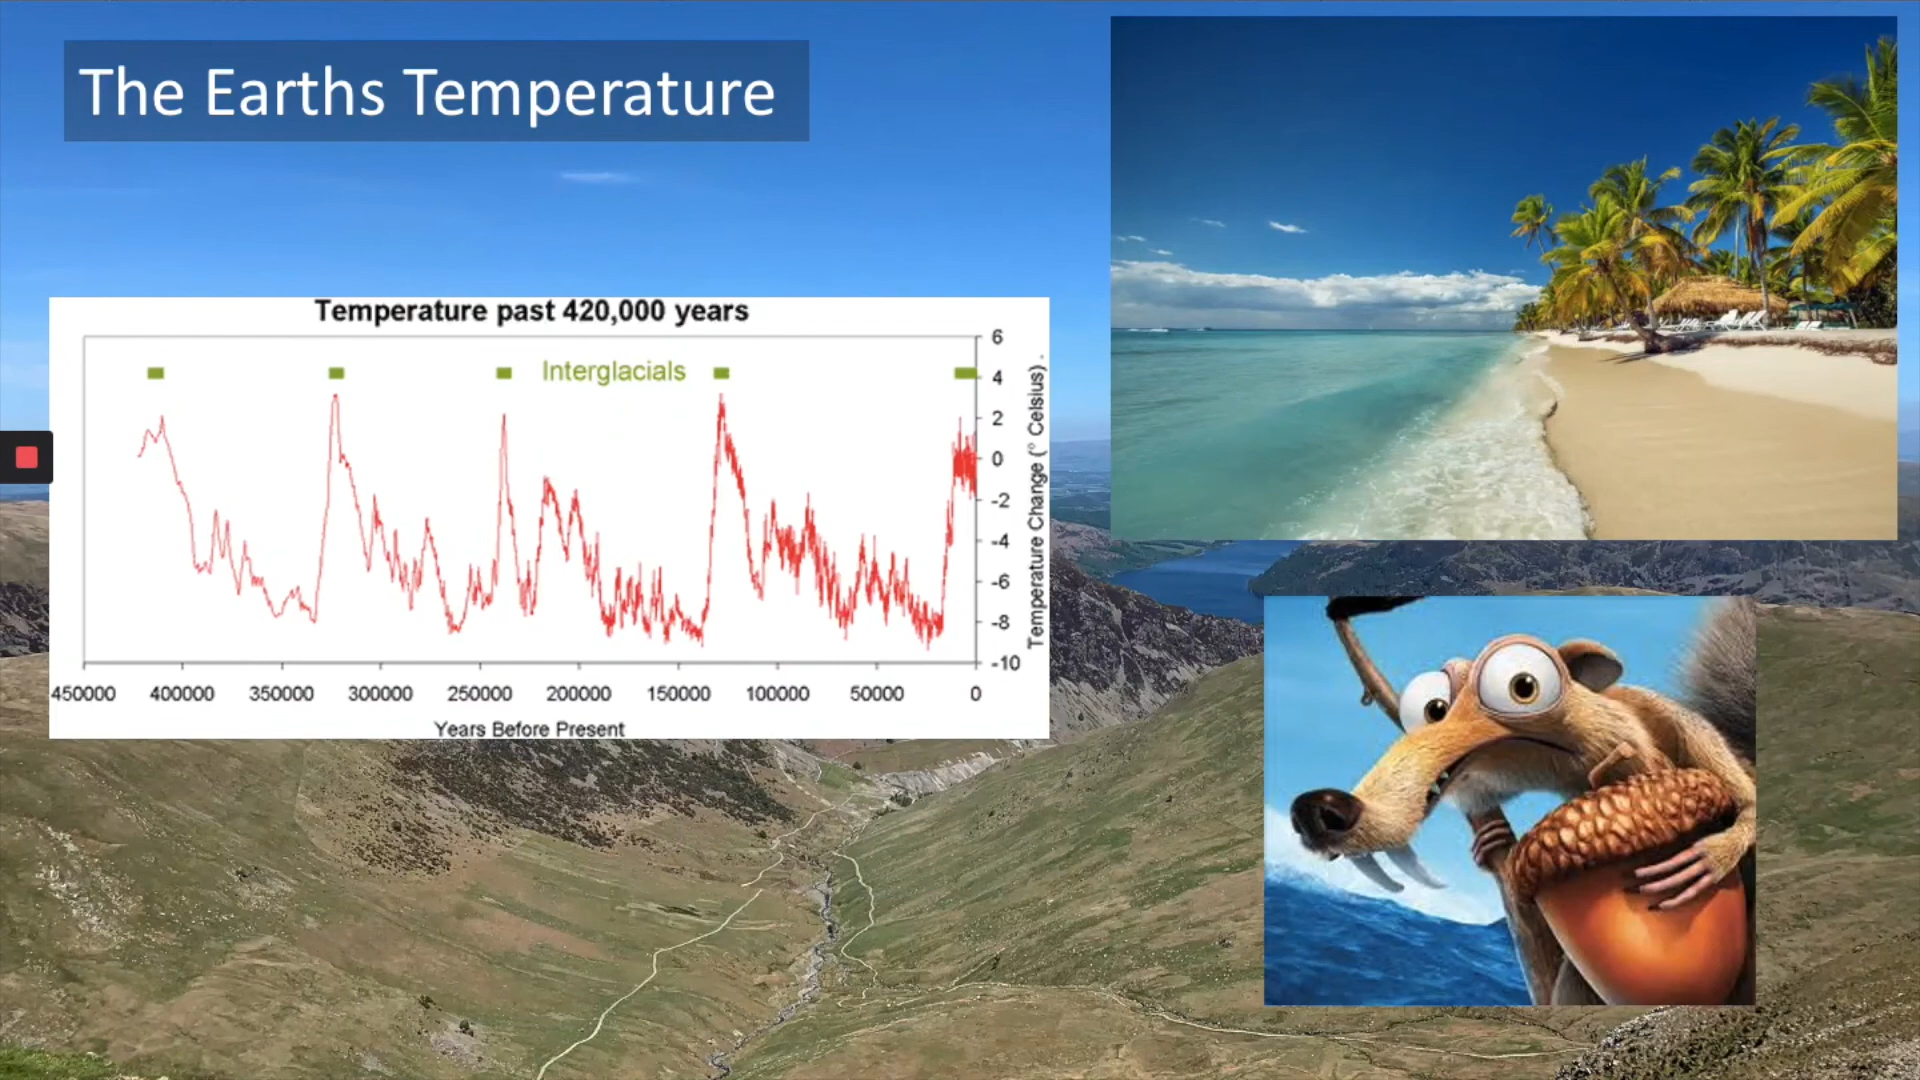 The Earths Temperature
Temperature past 420,000 years
Interglacials
6
4
2
0
-2
-4
-6
-8
-10
Temperature Change (° Celsius) .
450000 400000 350000 300000 250000 200000 150000 100000 50000 0
Years Before Present